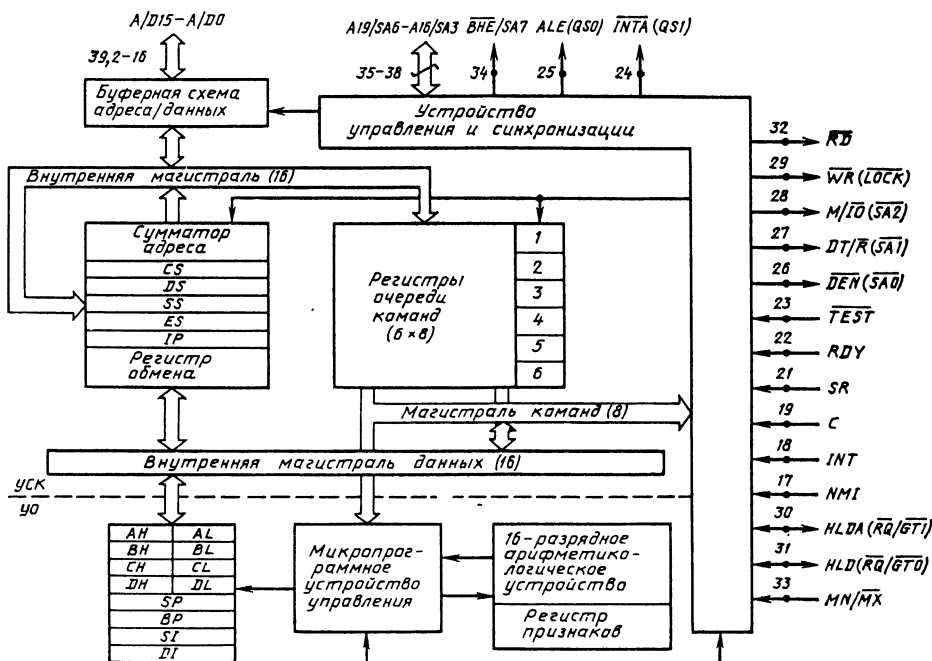 A/D15-A/D0
A19/SA6-A16/SA3 BHE/SA7 ALE(QS0) INTA(QS1)
39,2-16
35-38
34
25
24
Буферная схема
адреса/данных
Устройство
управления и синхронизации
32
RD
29
WR(LOCK)
28
M/IO(SA2)
27
DT/R(SA1)
26
DEN(SA0)
23
TEST
22
RDY
21
SR
19
C
18
INT
17
NMI
30
HLDA(RQ/GT1)
31
HLD(RQ/GT0)
33
MN/MX
Внутренняя магистраль (16)
Сумматор
адреса
CS
DS
SS
ES
IP
Регистр
обмена
Регистры
очереди
команд
(6×8)
1
2
3
4
5
6
Магистраль команд (8)
Внутренняя магистраль данных (16)
УСК
УО
AH AL
BH BL
CH CL
DH DL
SP
BP
SI
DI
Микропрог-
раммное
устройство
управления
16-разрядное
арифметико-
логическое
устройство
Регистр
признаков